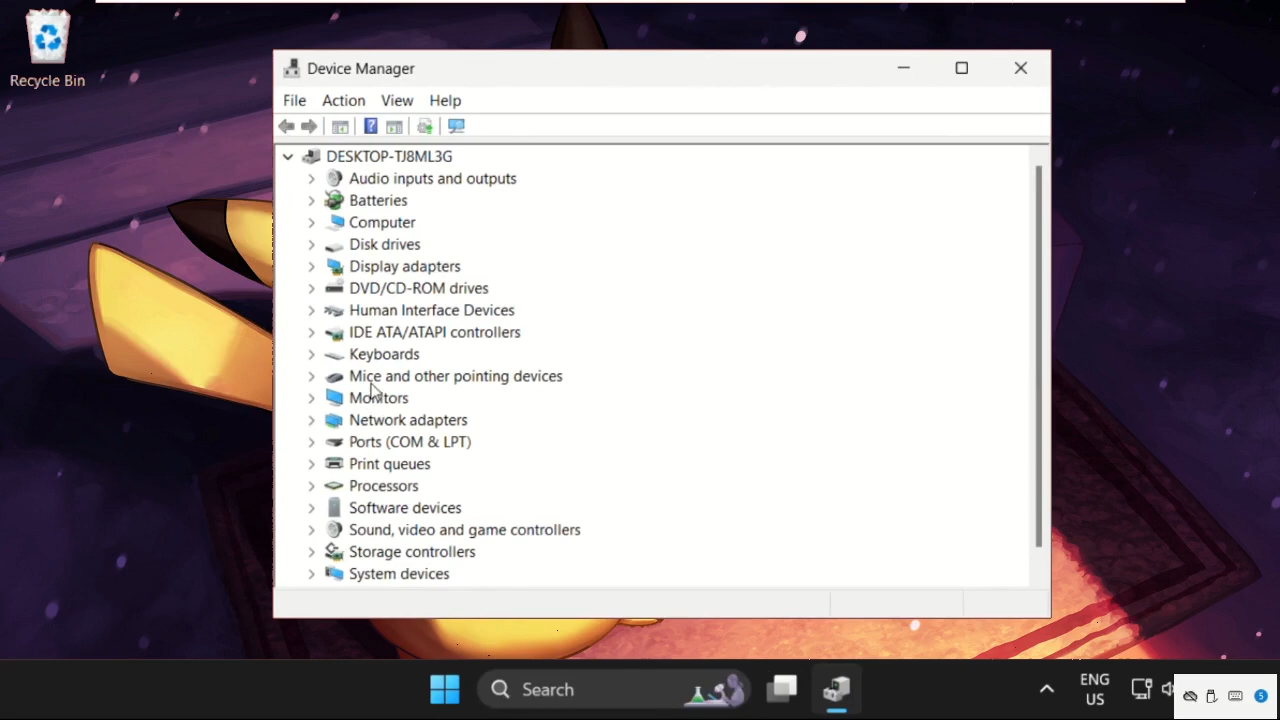 Recycle Bin
Device Manager
File Action View Help
DESKTOP-TJ8ML3G
Audio inputs and outputs
Batteries
Computer
Disk drives
Display adapters
DVD/CD-ROM drives
Human Interface Devices
IDE ATA/ATAPI controllers
Keyboards
Mice and other pointing devices
Monitors
Network adapters
Ports (COM & LPT)
Print queues
Processors
Software devices
Sound, video and game controllers
Storage controllers
System devices
Search
ENG
US
5